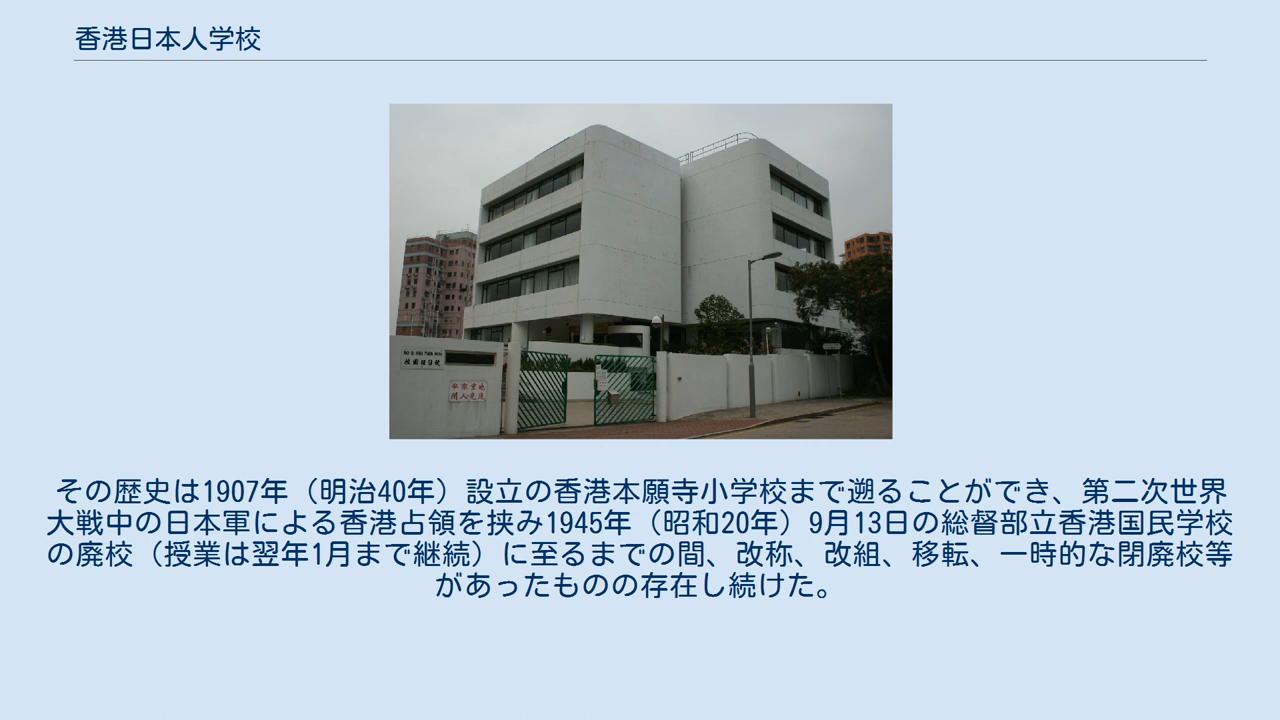 香港日本人学校
その歴史は1907年（明治40年）設立の香港本願寺小学校まで遡ることができ、第二次世界
大戦中の日本軍による香港占領を挟み1945年（昭和20年）9月13日の総督部立香港国民学校
の廃校（授業は翌年1月まで継続）に至るまでの間、改称、改組、移転、一時的な閉廃校等
があったものの存在し続けた。